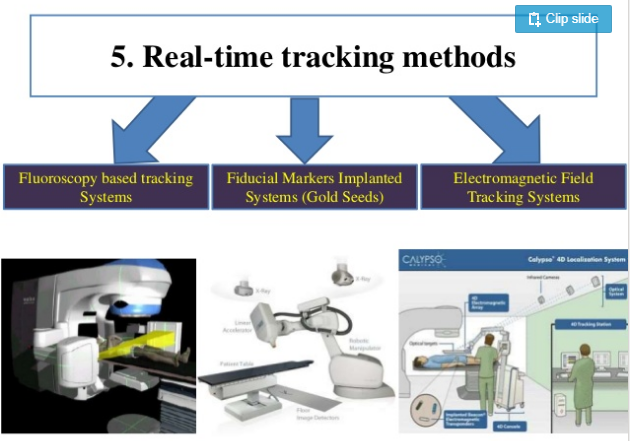 Clip slide
5. Real-time tracking methods
Fluoroscopy based tracking
Systems
Fiducial Markers Implanted
Systems (Gold Seeds)
Electromagnetic Field
Tracking Systems
X-Ray
X-Ray
Linear
Accelerator
Robotic
Manipulator
Patient Table
Floor
Image Detectors
CALYPSO
Calypso® 4D Localization System
Infrared Cameras
Optical
System
4D
Electromagnetic
Array
4D Tracking Station
Optical targets
Implanted Beacon®
Electromagnetic
Transponders
4D Console